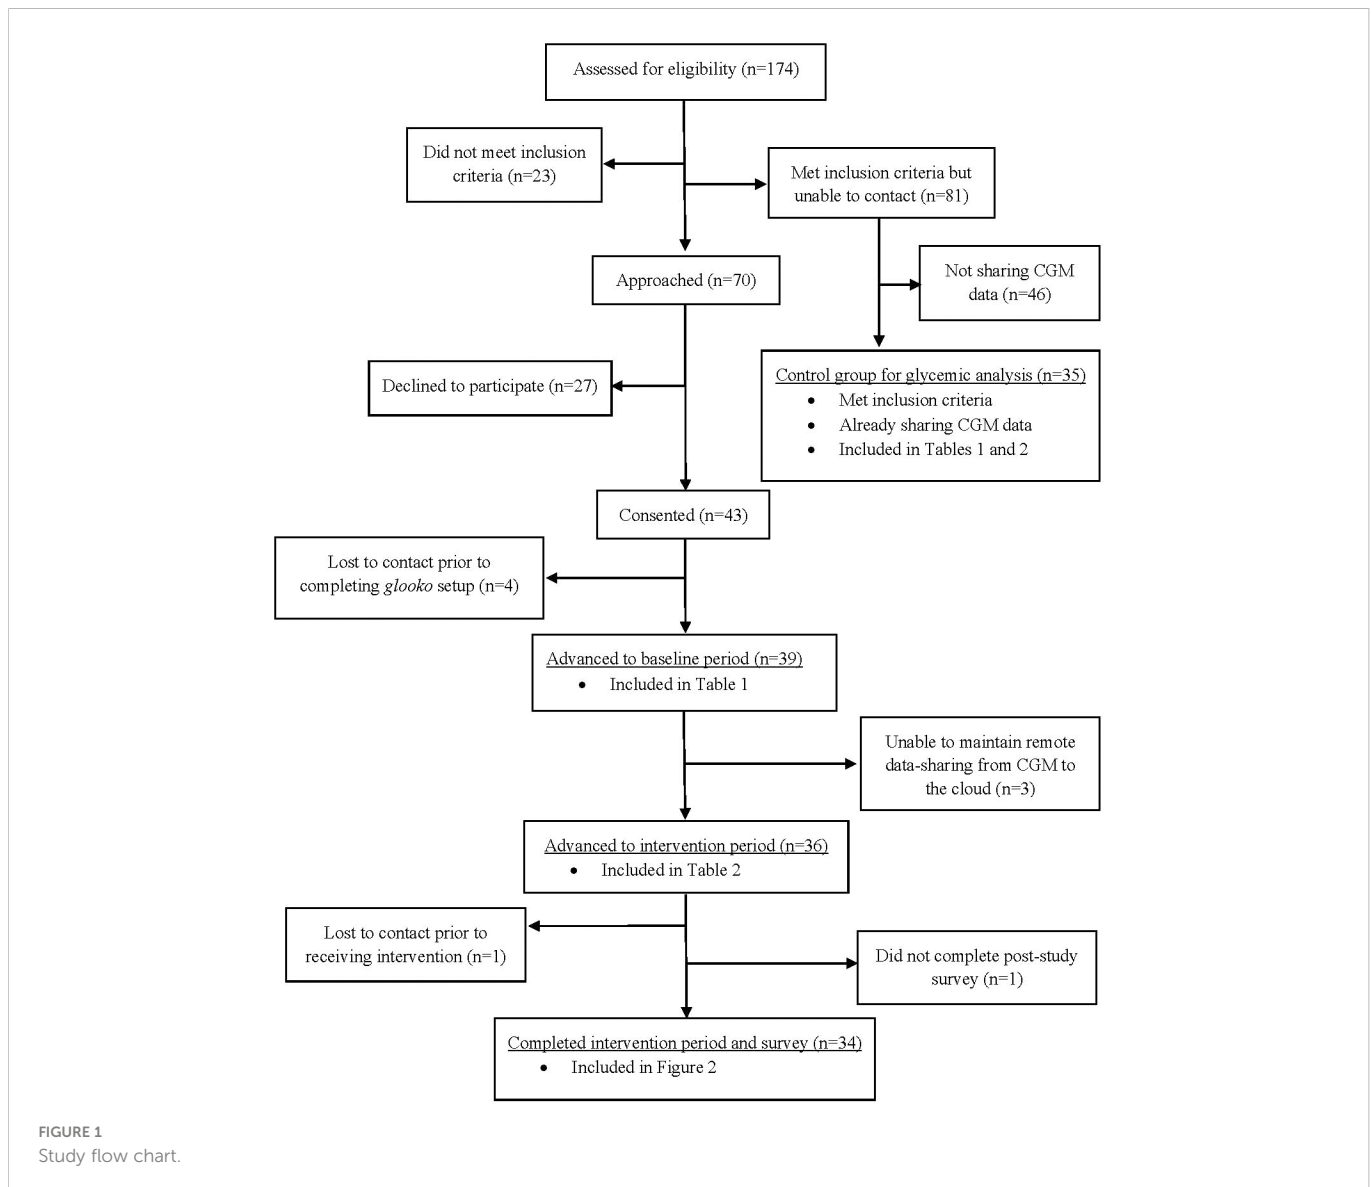 Assessed for eligibility (n=174)
Did not meet inclusion
criteria (n=23)
Met inclusion criteria but
unable to contact (n=81)
Not sharing CGM
data (n=46)
Approached (n=70)
Control group for glycemic analysis (n=35)
• Met inclusion criteria
• Already sharing CGM data
• Included in Tables 1 and 2
Declined to participate (n=27)
Consented (n=43)
Lost to contact prior to
completing glooko setup (n=4)
Advanced to baseline period (n=39)
• Included in Table 1
Unable to maintain remote
data-sharing from CGM to
the cloud (n=3)
Advanced to intervention period (n=36)
• Included in Table 2
Lost to contact prior to
receiving intervention (n=1)
Did not complete post-study
survey (n=1)
Completed intervention period and survey (n=34)
• Included in Figure 2
FIGURE 1
Study flow chart.